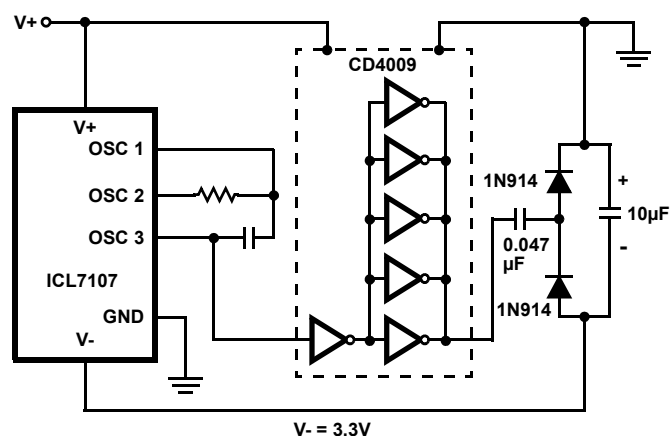 V+
CD4009
V+
OSC 1
OSC 2
OSC 3
ICL7107
GND
V-
1N914
+
10µF
-
0.047
µF
1N914
V- = 3.3V